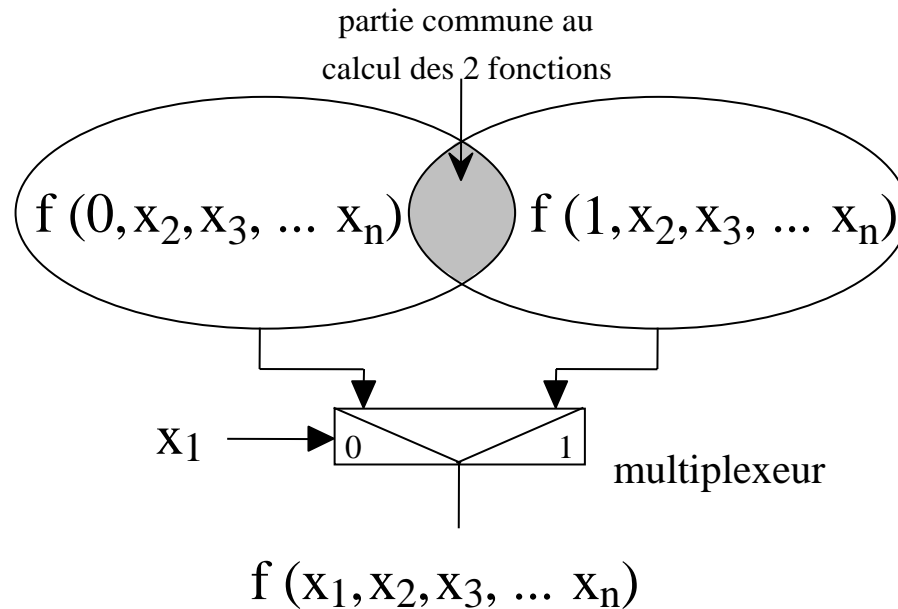 partie commune au
calcul des 2 fonctions
f (0, x2, x3, ... xn)
f (1, x2, x3, ... xn)
x1
0
1
multiplexeur
f (x1, x2, x3, ... xn)